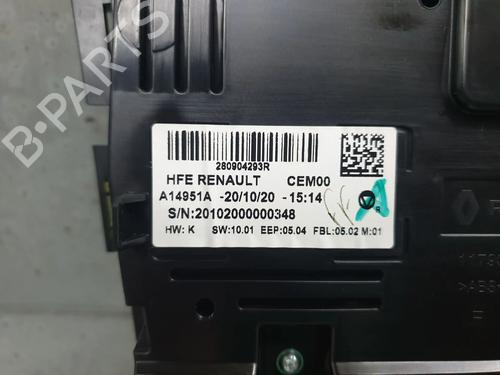 B-PARTS
280904293R
HFE RENAULT CEM00
A14951A -20/10/20 -15:14
S/N:20102000000348
HW: K SW:10.01 EEP:05.04 FBL:05.02 M:01